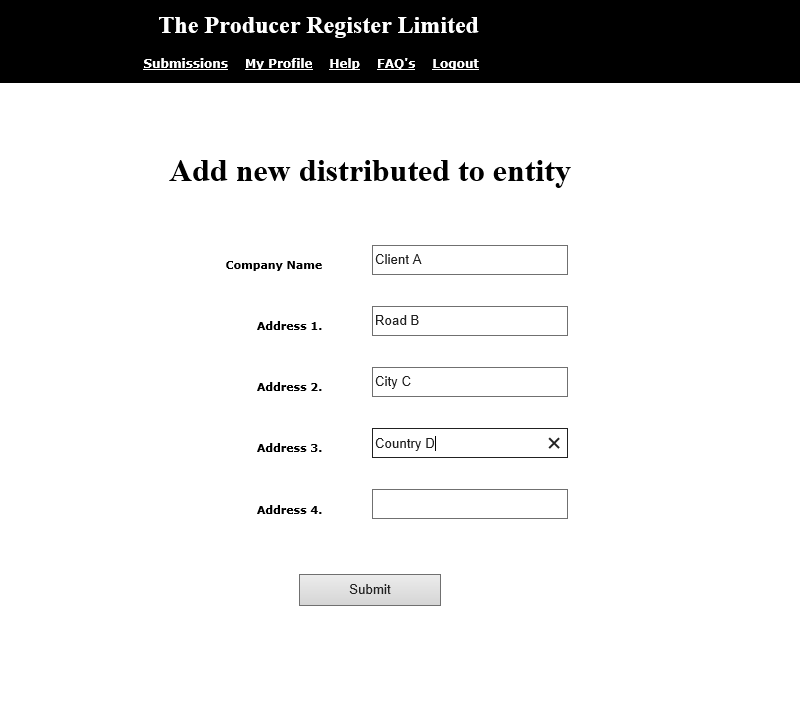 The Producer Register Limited
Submissions My Profile Help FAQ's Logout
Add new distributed to entity
Company Name Client A
Address 1. Road B
Address 2. City C
Address 3. Country D
Address 4.
Submit